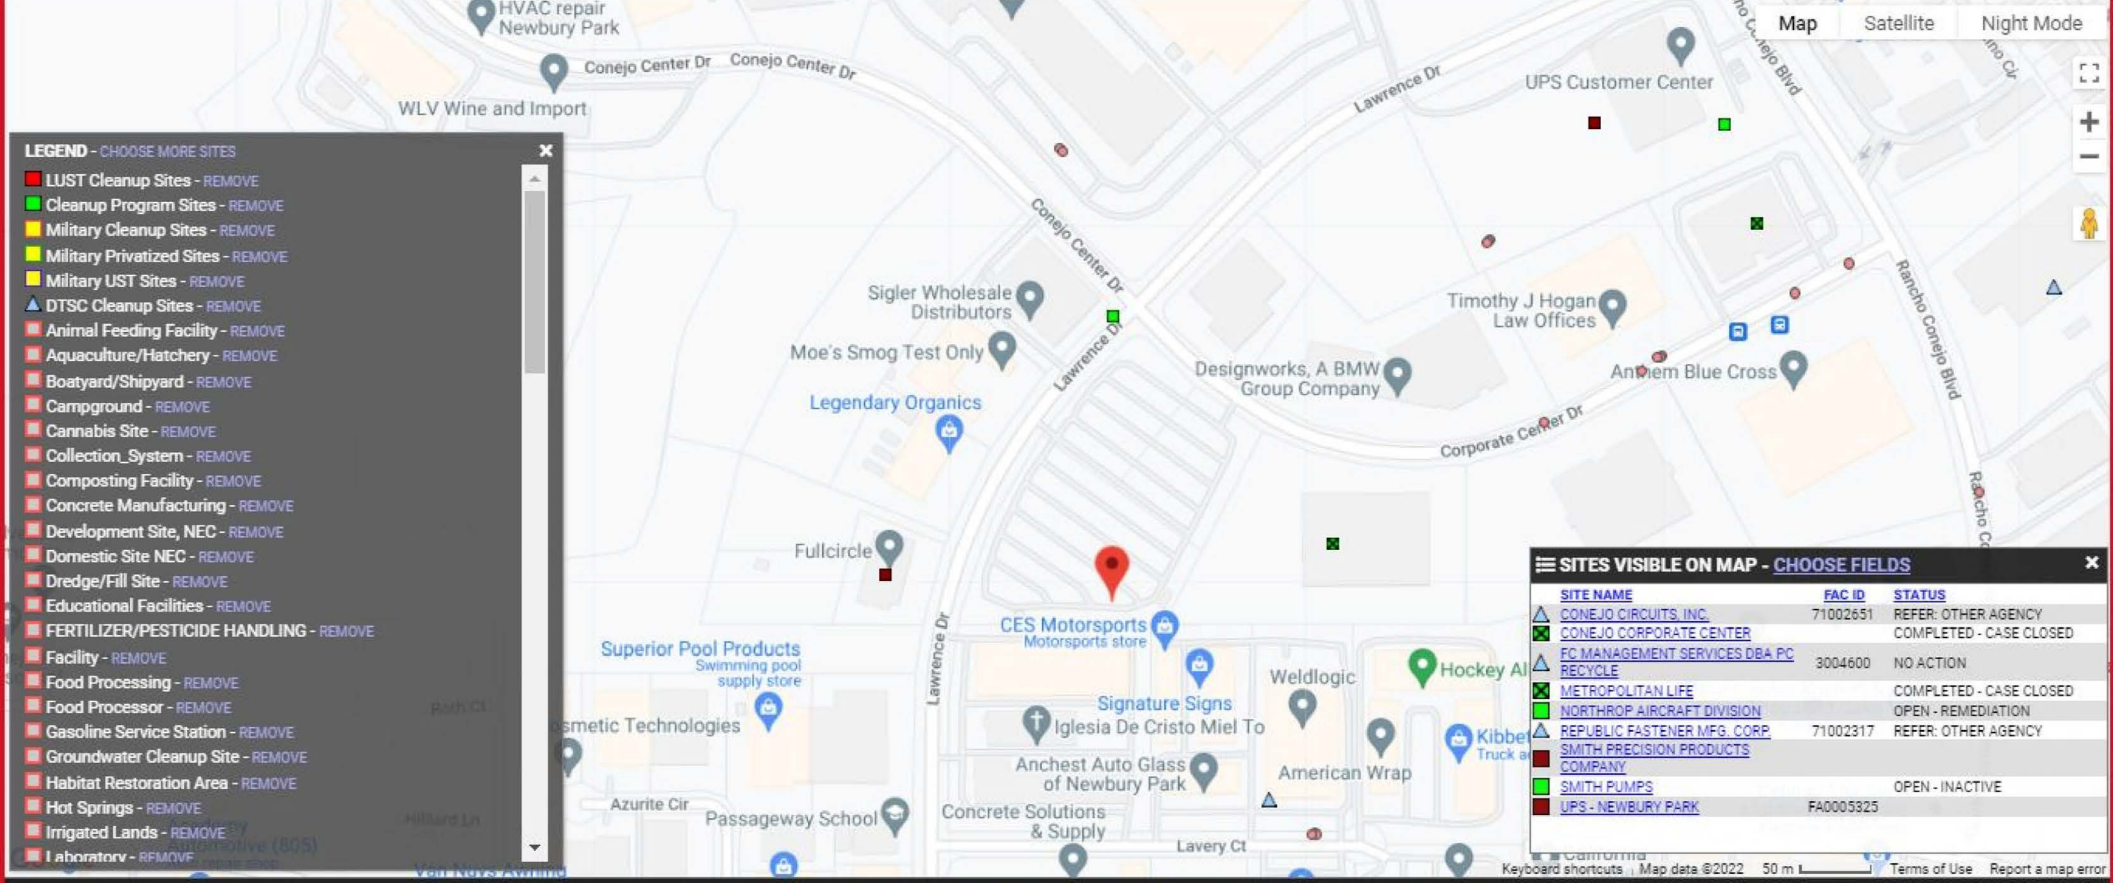 HVAC repair
Newbury Park
Conejo Center Dr
Conejo Center Dr
WLV Wine and Import
Lawrence Dr
UPS Customer Center
Map
Satellite
Night Mode
LEGEND - CHOOSE MORE SITES
LUST Cleanup Sites - REMOVE
Cleanup Program Sites - REMOVE
Military Cleanup Sites - REMOVE
Military Privatized Sites - REMOVE
Military UST Sites - REMOVE
DTSC Cleanup Sites - REMOVE
Animal Feeding Facility - REMOVE
Aquaculture/Hatchery - REMOVE
Boatyard/Shipyard - REMOVE
Campground - REMOVE
Cannabis Site - REMOVE
Collection_System - REMOVE
Composting Facility - REMOVE
Concrete Manufacturing - REMOVE
Development Site, NEC - REMOVE
Domestic Site NEC - REMOVE
Dredge/Fill Site - REMOVE
Educational Facilities - REMOVE
FERTILIZER/PESTICIDE HANDLING - REMOVE
Facility - REMOVE
Food Processing - REMOVE
Food Processor - REMOVE
Gasoline Service Station - REMOVE
Groundwater Cleanup Site - REMOVE
Habitat Restoration Area - REMOVE
Hot Springs - REMOVE
Irrigated Lands - REMOVE
Laboratory - REMOVE
Conejo Center Dr
Sigler Wholesale
Distributors
Moe's Smog Test Only
Lawrence Dr
Legendary Organics
Designworks, A BMW
Group Company
Timothy J Hogan
Law Offices
Anthem Blue Cross
Corporate Center Dr
Rancho Conejo Blvd
Fullcircle
CES Motorsports
Motorsports store
Superior Pool Products
Swimming pool
supply store
Lawrence Dr
Signature Signs
Weldlogic
Hockey Al
osmetic Technologies
Iglesia De Cristo Miel To
Anchest Auto Glass
of Newbury Park
American Wrap
Kibbe
Azurite Cir
Passageway School
Concrete Solutions
& Supply
Lavery Ct
Van Nuys Awning
SITES VISIBLE ON MAP - CHOOSE FIELDS
SITE NAME FAC ID STATUS
CONEJO CIRCUITS, INC. 71002651 REFER: OTHER AGENCY
CONEJO CORPORATE CENTER COMPLETED - CASE CLOSED
FC MANAGEMENT SERVICES DBA PC
RECYCLE 3004600 NO ACTION
METROPOLITAN LIFE COMPLETED - CASE CLOSED
NORTHROP AIRCRAFT DIVISION OPEN - REMEDIATION
REPUBLIC FASTENER MFG. CORP. 71002317 REFER: OTHER AGENCY
SMITH PRECISION PRODUCTS
COMPANY
SMITH PUMPS OPEN - INACTIVE
UPS - NEWBURY PARK FA0005325
California
Keyboard shortcuts Map data ©2022 50 m Terms of Use Report a map error